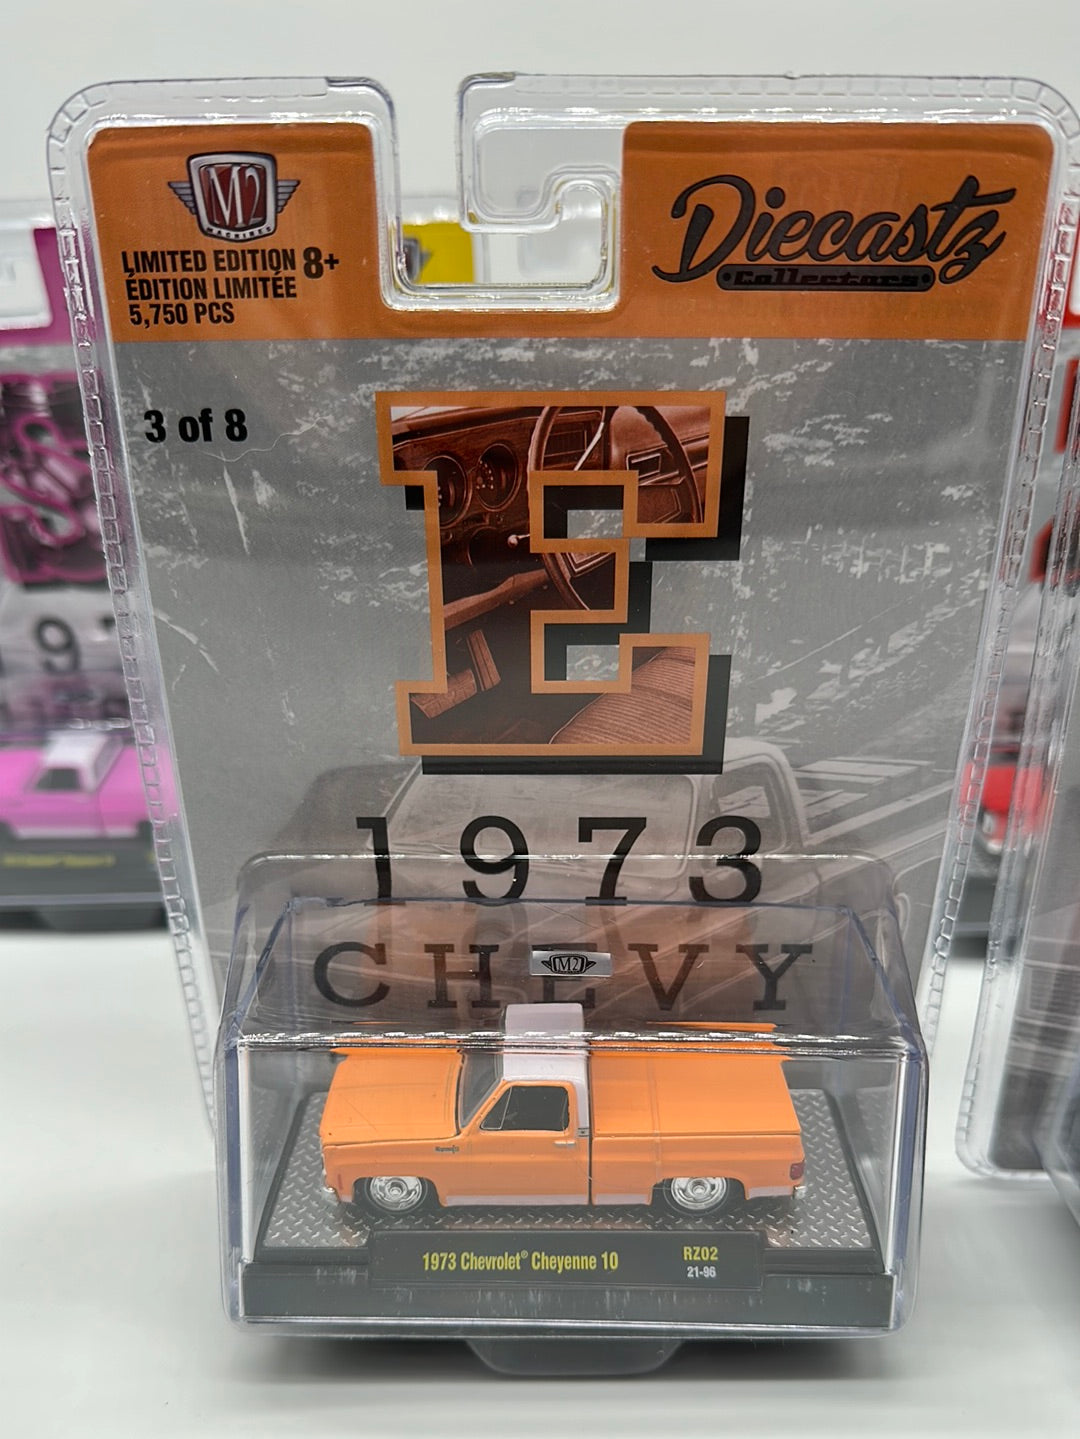 M2
MACHINES
LIMITED EDITION 8+
ÉDITION LIMITÉE
5,750 PCS
Diecastz
Collectors
3 of 8
E
1973
CHEVY
M2
1973 Chevrolet® Cheyenne 10
RZ02
21-96